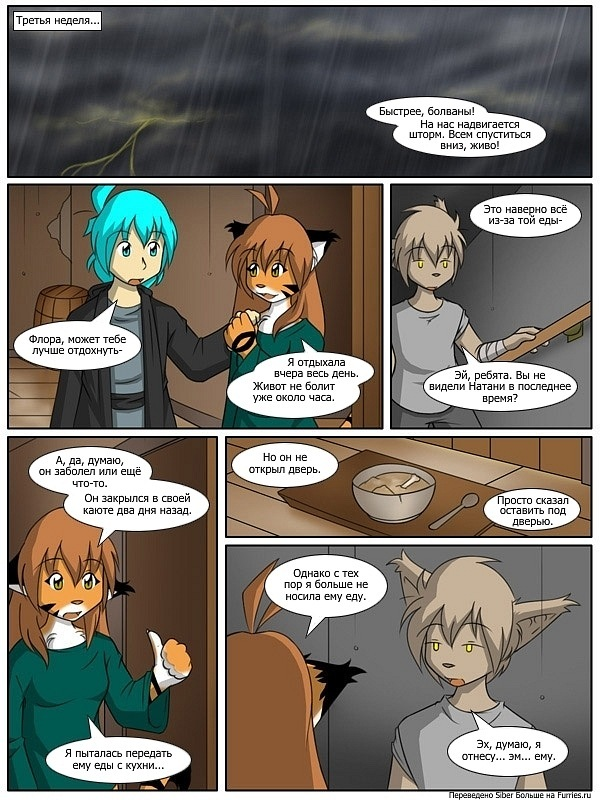 Третья неделя...
Быстрее, болваны!
На нас надвигается
шторм. Всем спуститься
вниз, живо!
Флора, может тебе
лучше отдохнуть-
Я отдыхала
вчера весь день.
Живот не болит
уже около часа.
Это наверно всё
из-за той еды-
Эй, ребята. Вы не
видели Натани в последнее
время?
А, да, думаю,
он заболел или ещё
что-то.
Он закрылся в своей
каюте два дня назад.
Я пыталась передать
ему еды с кухни...
Но он не
открыл дверь.
Просто сказал
оставить под
дверью.
Однако с тех
пор я больше не
носила ему еду.
Эх, думаю, я
отнесу... эм... ему.
Переведено Siber Больше на Furries.ru